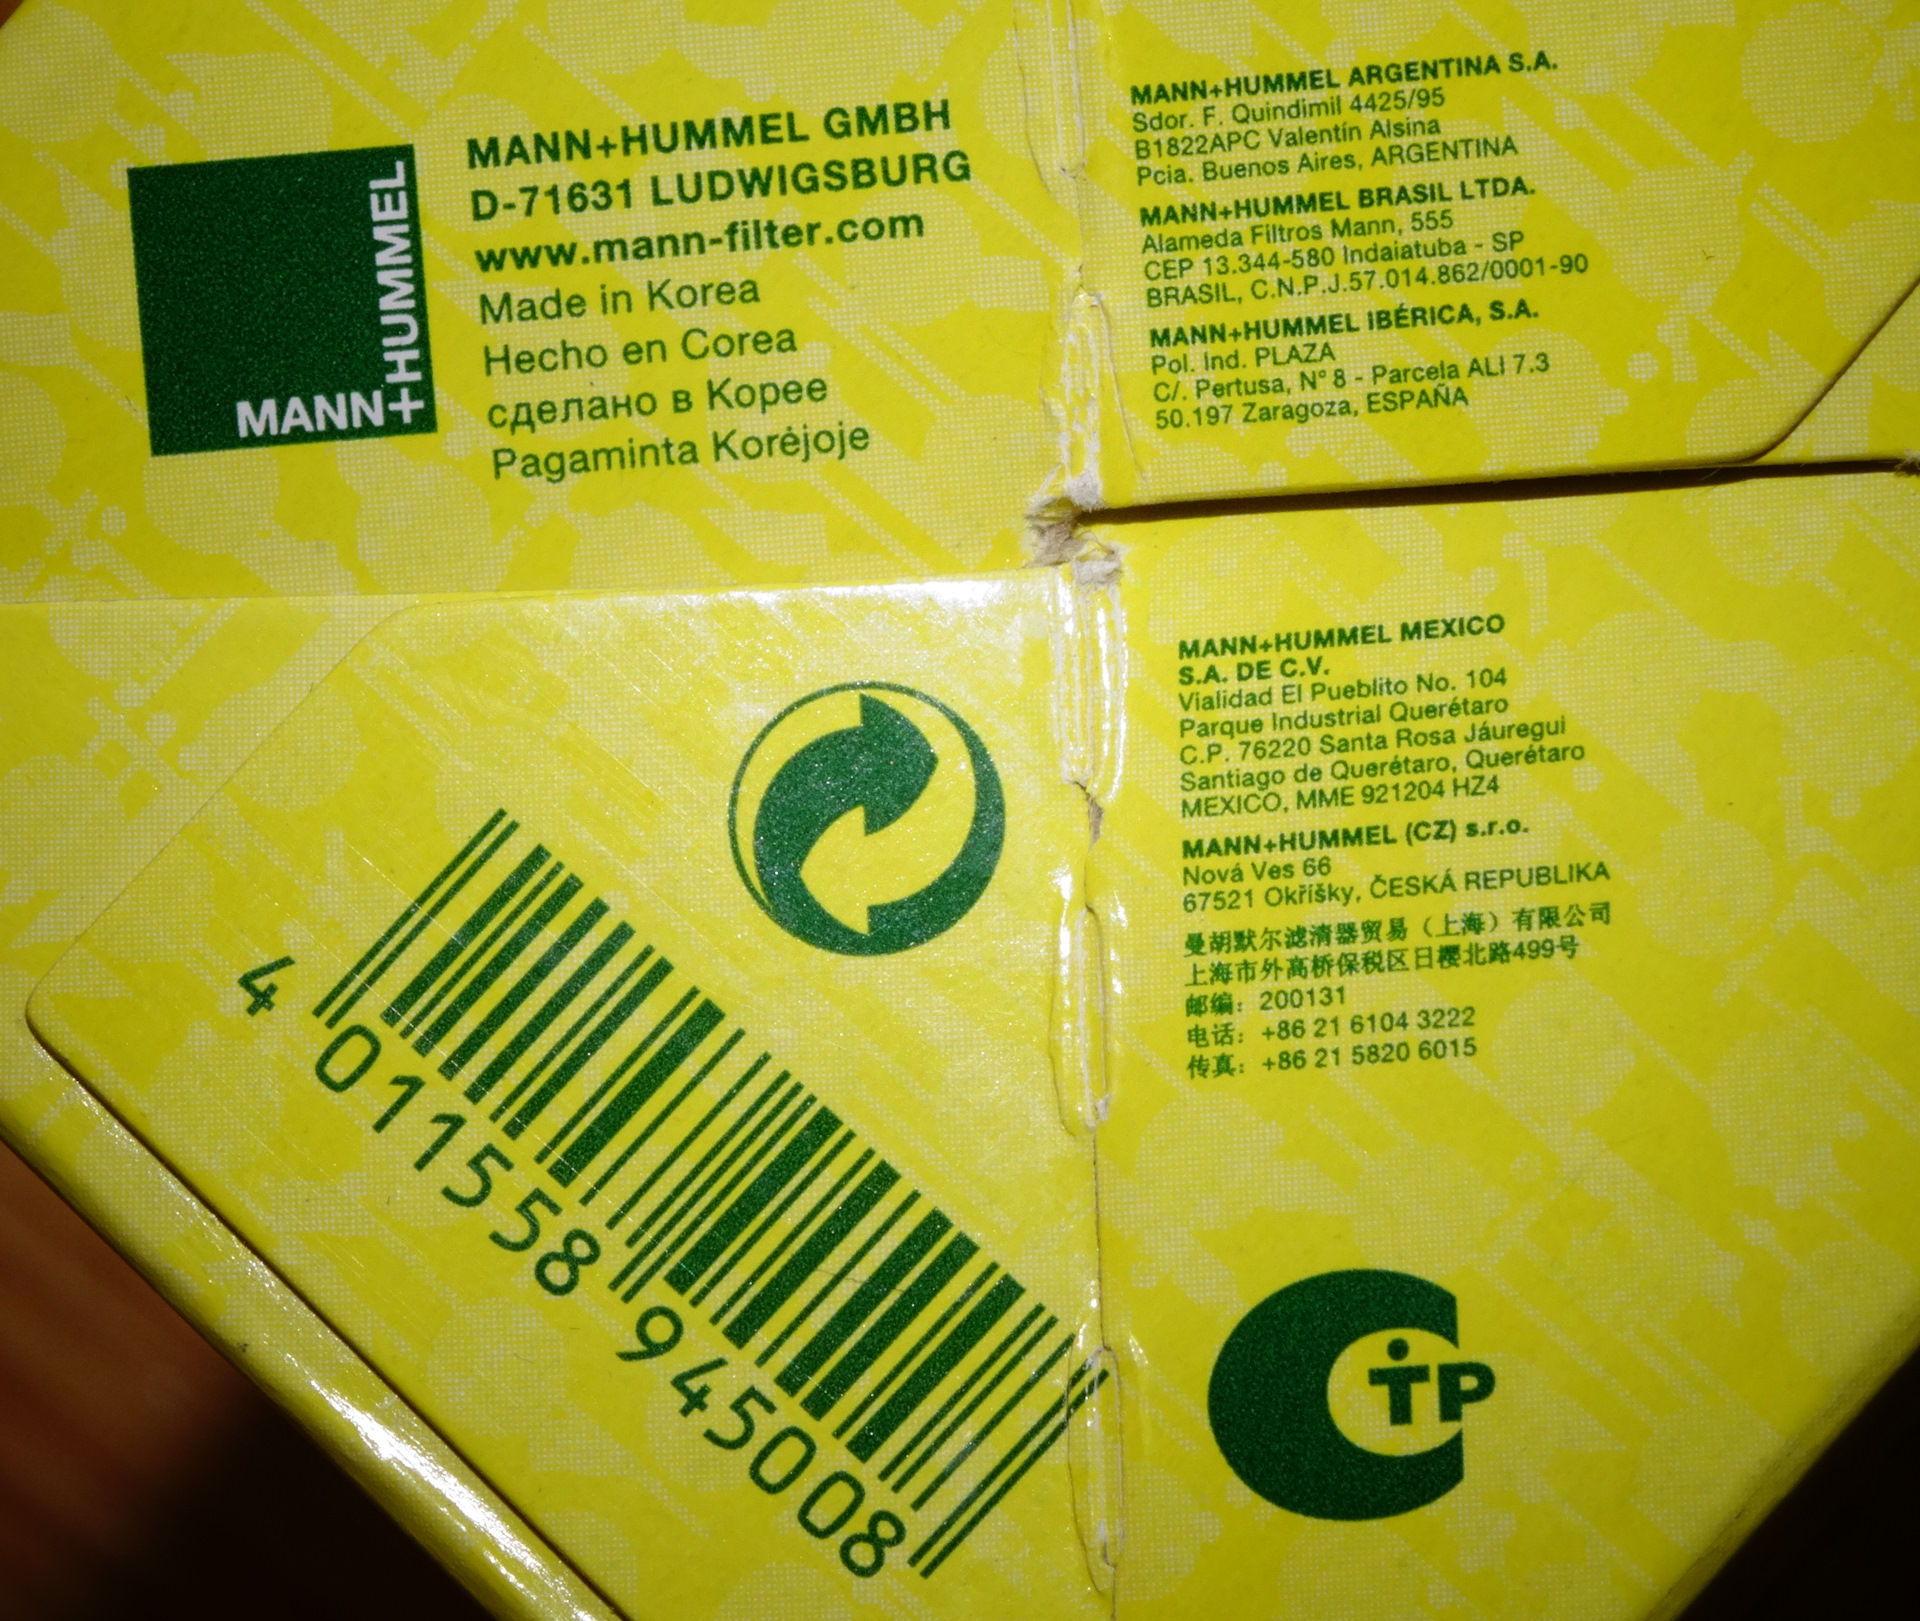 MANN+HUMMEL
MANN+HUMMEL GMBH
D-71631 LUDWIGSBURG
www.mann-filter.com
Made in Korea
Hecho en Corea
сделано в Корее
Pagaminta Korėjoje
MANN+HUMMEL ARGENTINA S.A.
Sdor. F. Quindimil 4425/95
B1822APC Valentín Alsina
Pcia. Buenos Aires, ARGENTINA
MANN+HUMMEL BRASIL LTDA.
Alameda Filtros Mann, 555
CEP 13.344-580 Indaiatuba - SP
BRASIL, C.N.P.J.57.014.862/0001-90
MANN+HUMMEL IBÉRICA, S.A.
Pol. Ind. PLAZA
C/. Pertusa, Nº 8 - Parcela ALI 7.3
50.197 Zaragoza, ESPAÑA
4 011558 945008
MANN+HUMMEL MEXICO
S.A. DE C.V.
Vialidad El Pueblito No. 104
Parque Industrial Querétaro
C.P. 76220 Santa Rosa Jáuregui
Santiago de Querétaro, Querétaro
MEXICO, MME 921204 HZ4
MANN+HUMMEL (CZ) s.r.o.
Nová Ves 66
67521 Okříšky, ČESKÁ REPUBLIKA
曼胡默尔滤清器贸易（上海）有限公司
上海市外高桥保税区日樱北路499号
邮编：200131
电话：+86 21 6104 3222
传真：+86 21 5820 6015
CTP